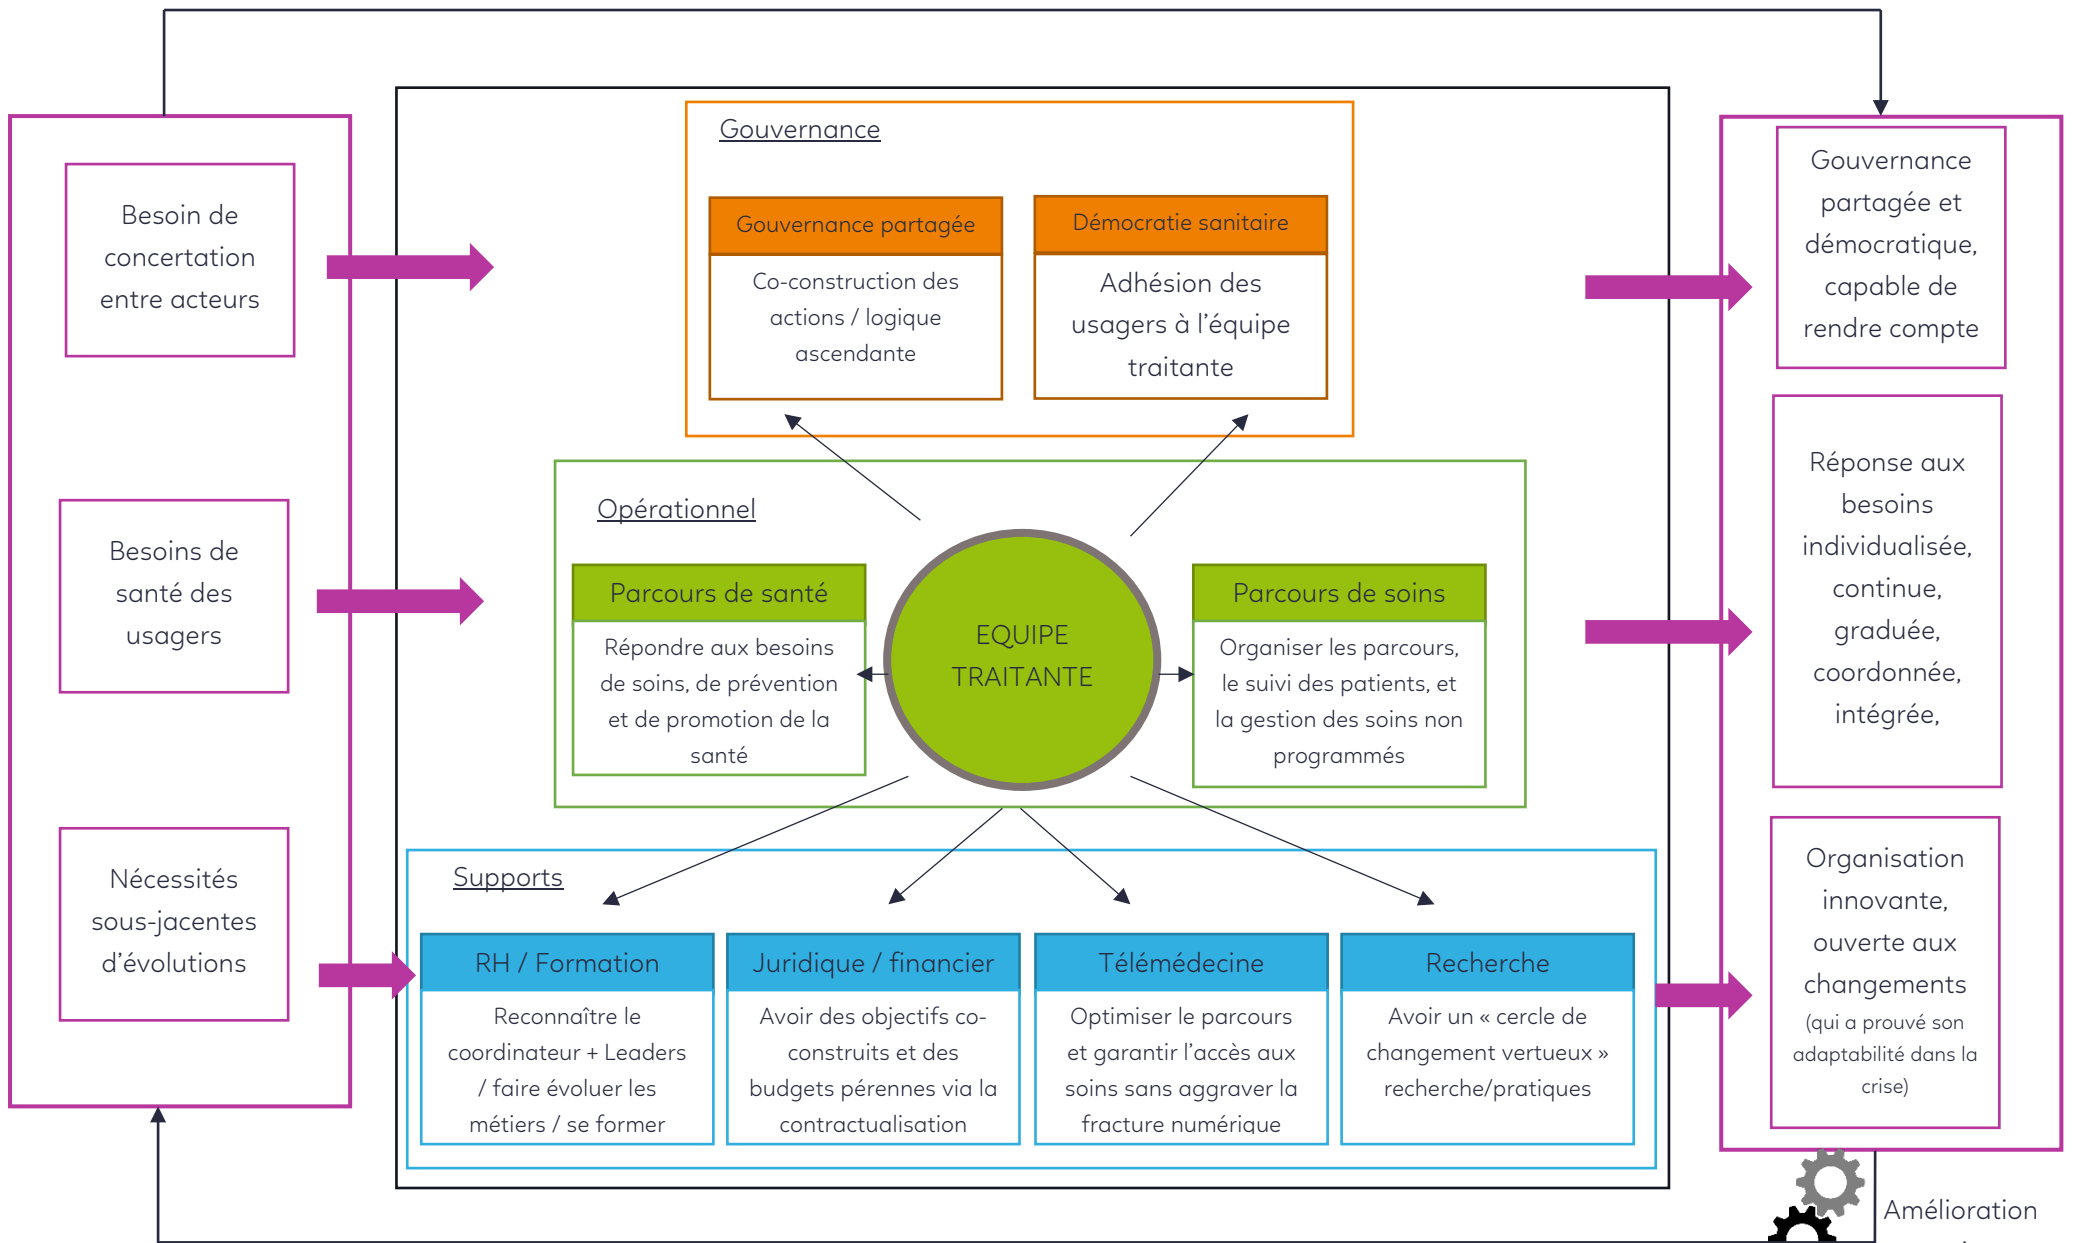 Besoin de
concertation
entre acteurs
Besoins de
santé des
usagers
Nécessités
sous-jacentes
d'évolutions
Gouvernance
Gouvernance partagée
Co-construction des
actions / logique
ascendante
Démocratie sanitaire
Adhésion des
usagers à l'équipe
traitante
Opérationnel
Parcours de santé
Répondre aux besoins
de soins, de prévention
et de promotion de la
santé
EQUIPE
TRAITANTE
Parcours de soins
Organiser les parcours,
le suivi des patients, et
la gestion des soins non
programmés
Supports
RH / Formation
Reconnaître le
coordinateur + Leaders
/ faire évoluer les
métiers / se former
Juridique / financier
Avoir des objectifs co-
construits et des
budgets pérennes via la
contractualisation
Télémédecine
Optimiser le parcours
et garantir l'accès aux
soins sans aggraver la
fracture numérique
Recherche
Avoir un « cercle de
changement vertueux »
recherche/pratiques
Gouvernance
partagée et
démocratique,
capable de
rendre compte
Réponse aux
besoins
individualisée,
continue,
graduée,
coordonnée,
intégrée,
Organisation
innovante,
ouverte aux
changements
(qui a prouvé son
adaptabilité dans la
crise)
Amélioration